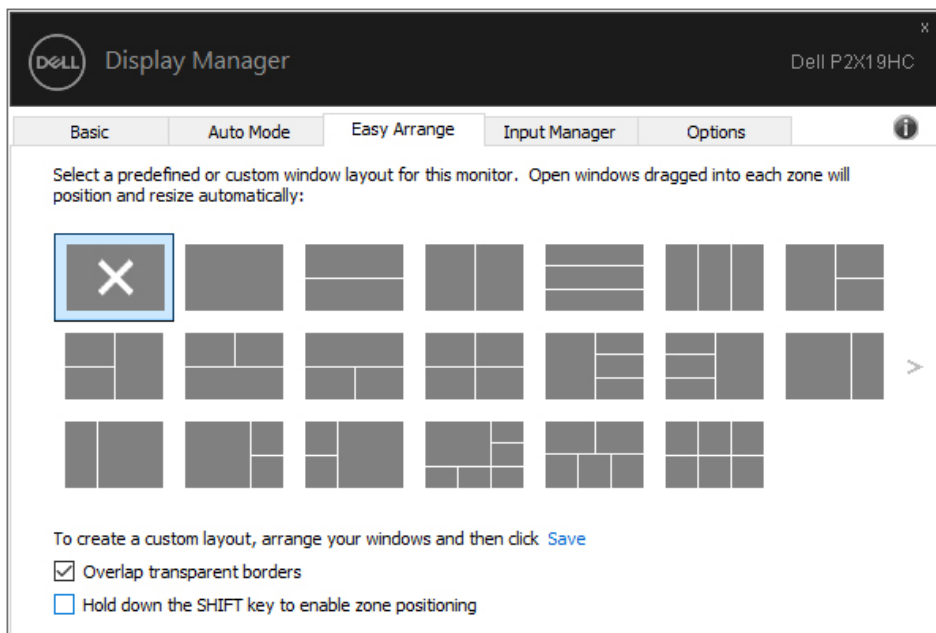 x
DELL Display Manager
Dell P2X19HC
Basic Auto Mode Easy Arrange Input Manager Options
Select a predefined or custom window layout for this monitor. Open windows dragged into each zone will
position and resize automatically:
>
To create a custom layout, arrange your windows and then click Save
Overlap transparent borders
Hold down the SHIFT key to enable zone positioning